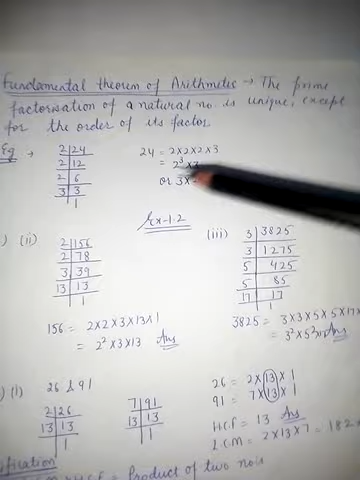 Fundamental theorem of Arithmetic → The prime
factorisation of a natural no. is unique, except
for the order of its factor
Eg →
2 | 24
2 | 12
2 | 6
3 | 3
1
24 = 2×2×2×3
= 2³×3
or 3×
Ex-1.2
) (ii)
2 | 156
2 | 78
3 | 39
13 | 13
1
156 = 2×2×3×13×1
= 2²×3×13 Ans
(iii)
3 | 3825
3 | 1275
5 | 425
5 | 85
17 | 17
1
3825 = 3×3×5×5×17×
= 3²×5² Ans
) (i) 26 & 91
2 | 26
13 | 13
1
7 | 91
13 | 13
1
26 = 2×13×1
91 = 7×13×1
H.C.F = 13 Ans
L.C.M = 2×13×7 = 182
ification
H.C.F = Product of two no.s